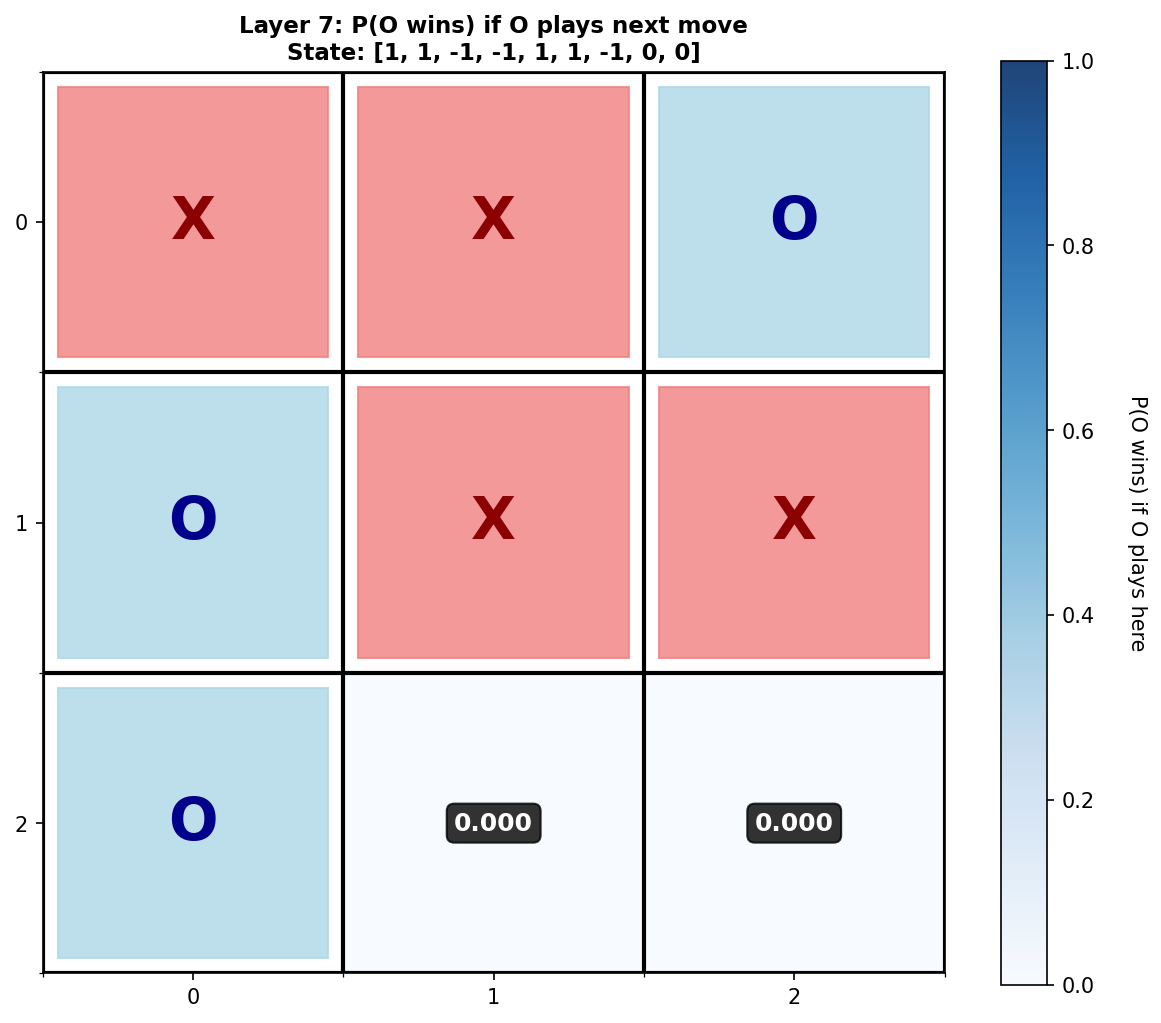 Layer 7: P(O wins) if O plays next move
State: [1, 1, -1, -1, 1, 1, -1, 0, 0]
0
X
X
O
1
O
X
X
2
O
0.000
0.000
0
1
2
1.0
0.8
0.6
0.4
0.2
0.0
P(O wins) if O plays here